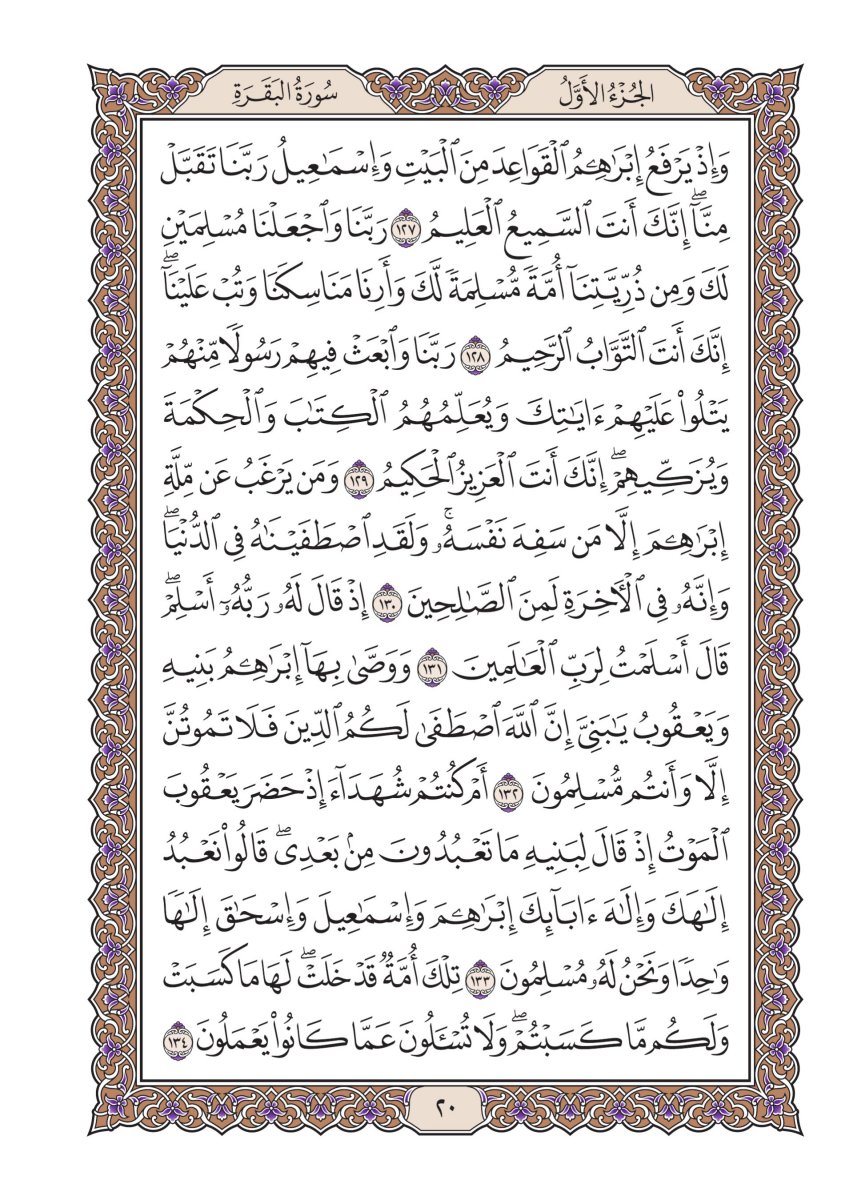 الجُزْءُ الأَوَّلُ
سُورَةُ البَقَرَةِ
وَإِذۡ يَرۡفَعُ إِبۡرَٰهِـۧمُ ٱلۡقَوَاعِدَ مِنَ ٱلۡبَيۡتِ وَإِسۡمَٰعِيلُ رَبَّنَا تَقَبَّلۡ
مِنَّآۖ إِنَّكَ أَنتَ ٱلسَّمِيعُ ٱلۡعَلِيمُ ١٢٧ رَبَّنَا وَٱجۡعَلۡنَا مُسۡلِمَيۡنِ
لَكَ وَمِن ذُرِّيَّتِنَآ أُمَّةٗ مُّسۡلِمَةٗ لَّكَ وَأَرِنَا مَنَاسِكَنَا وَتُبۡ عَلَيۡنَآۖ
إِنَّكَ أَنتَ ٱلتَّوَّابُ ٱلرَّحِيمُ ١٢٨ رَبَّنَا وَٱبۡعَثۡ فِيهِمۡ رَسُولٗا مِّنۡهُمۡ
يَتۡلُواْ عَلَيۡهِمۡ ءَايَٰتِكَ وَيُعَلِّمُهُمُ ٱلۡكِتَٰبَ وَٱلۡحِكۡمَةَ
وَيُزَكِّيهِمۡۖ إِنَّكَ أَنتَ ٱلۡعَزِيزُ ٱلۡحَكِيمُ ١٢٩ وَمَن يَرۡغَبُ عَن مِّلَّةِ
إِبۡرَٰهِـۧمَ إِلَّا مَن سَفِهَ نَفۡسَهُۥۚ وَلَقَدِ ٱصۡطَفَيۡنَٰهُ فِي ٱلدُّنۡيَاۖ
وَإِنَّهُۥ فِي ٱلۡأٓخِرَةِ لَمِنَ ٱلصَّٰلِحِينَ ١٣٠ إِذۡ قَالَ لَهُۥ رَبُّهُۥٓ أَسۡلِمۡۖ
قَالَ أَسۡلَمۡتُ لِرَبِّ ٱلۡعَٰلَمِينَ ١٣١ وَوَصَّىٰ بِهَآ إِبۡرَٰهِـۧمُ بَنِيهِ
وَيَعۡقُوبُ يَٰبَنِيَّ إِنَّ ٱللَّهَ ٱصۡطَفَىٰ لَكُمُ ٱلدِّينَ فَلَا تَمُوتُنَّ
إِلَّا وَأَنتُم مُّسۡلِمُونَ ١٣٢ أَمۡ كُنتُمۡ شُهَدَآءَ إِذۡ حَضَرَ يَعۡقُوبَ
ٱلۡمَوۡتُ إِذۡ قَالَ لِبَنِيهِ مَا تَعۡبُدُونَ مِنۢ بَعۡدِيۖ قَالُواْ نَعۡبُدُ
إِلَٰهَكَ وَإِلَٰهَ ءَابَآئِكَ إِبۡرَٰهِـۧمَ وَإِسۡمَٰعِيلَ وَإِسۡحَٰقَ إِلَٰهٗا
وَٰحِدٗا وَنَحۡنُ لَهُۥ مُسۡلِمُونَ ١٣٣ تِلۡكَ أُمَّةٞ قَدۡ خَلَتۡۖ لَهَا مَا كَسَبَتۡ
وَلَكُم مَّا كَسَبۡتُمۡۖ وَلَا تُسۡـَٔلُونَ عَمَّا كَانُواْ يَعۡمَلُونَ ١٣٤
٢٠